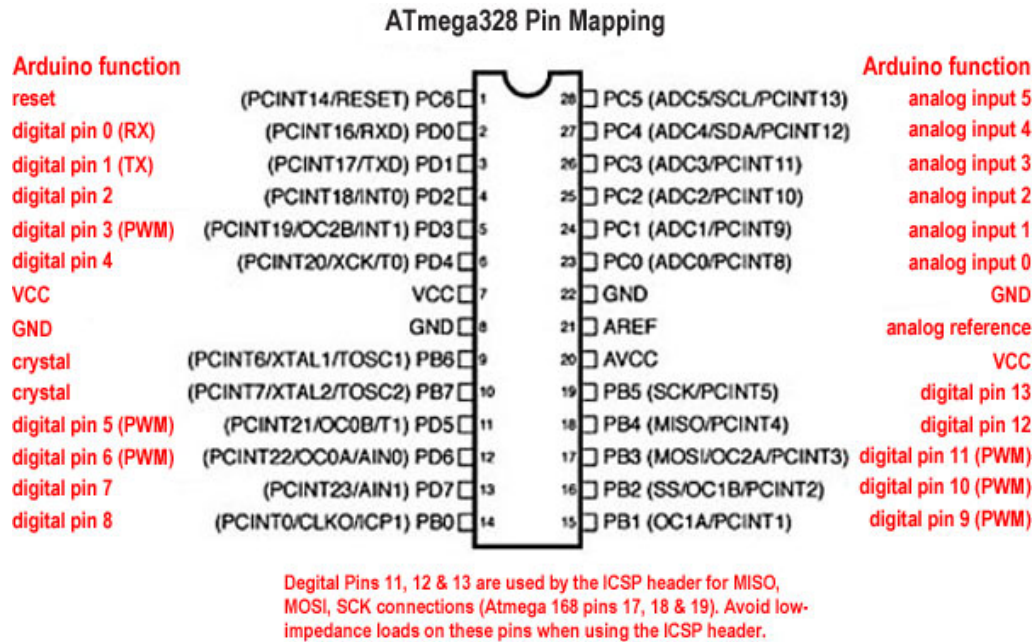 ATmega328 Pin Mapping
Arduino function Arduino function
reset (PCINT14/RESET) PC6 1 28 PC5 (ADC5/SCL/PCINT13) analog input 5
digital pin 0 (RX) (PCINT16/RXD) PD0 2 27 PC4 (ADC4/SDA/PCINT12) analog input 4
digital pin 1 (TX) (PCINT17/TXD) PD1 3 26 PC3 (ADC3/PCINT11) analog input 3
digital pin 2 (PCINT18/INT0) PD2 4 25 PC2 (ADC2/PCINT10) analog input 2
digital pin 3 (PWM) (PCINT19/OC2B/INT1) PD3 5 24 PC1 (ADC1/PCINT9) analog input 1
digital pin 4 (PCINT20/XCK/T0) PD4 6 23 PC0 (ADC0/PCINT8) analog input 0
VCC VCC 7 22 GND GND
GND GND 8 21 AREF analog reference
crystal (PCINT6/XTAL1/TOSC1) PB6 9 20 AVCC VCC
crystal (PCINT7/XTAL2/TOSC2) PB7 10 19 PB5 (SCK/PCINT5) digital pin 13
digital pin 5 (PWM) (PCINT21/OC0B/T1) PD5 11 18 PB4 (MISO/PCINT4) digital pin 12
digital pin 6 (PWM) (PCINT22/OC0A/AIN0) PD6 12 17 PB3 (MOSI/OC2A/PCINT3) digital pin 11 (PWM)
digital pin 7 (PCINT23/AIN1) PD7 13 16 PB2 (SS/OC1B/PCINT2) digital pin 10 (PWM)
digital pin 8 (PCINT0/CLKO/ICP1) PB0 14 15 PB1 (OC1A/PCINT1) digital pin 9 (PWM)
Degital Pins 11, 12 & 13 are used by the ICSP header for MISO,
MOSI, SCK connections (Atmega 168 pins 17, 18 & 19). Avoid low-
impedance loads on these pins when using the ICSP header.